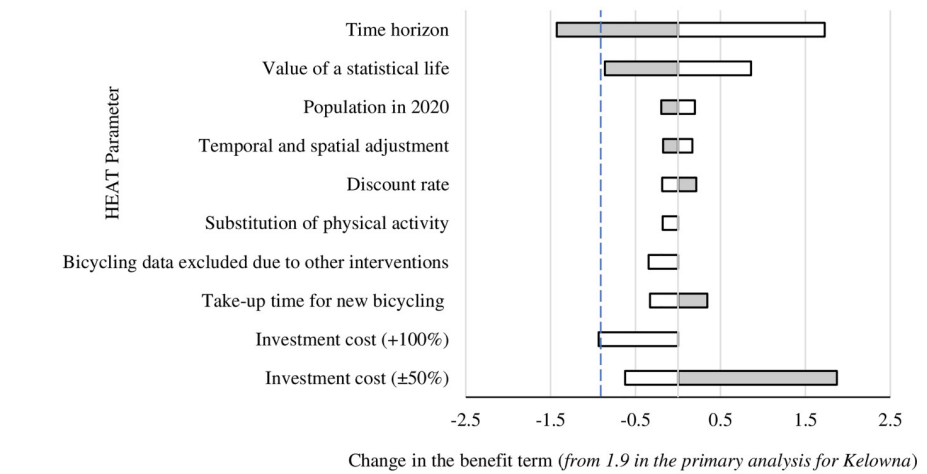 HEAT Parameter
Time horizon
Value of a statistical life
Population in 2020
Temporal and spatial adjustment
Discount rate
Substitution of physical activity
Bicycling data excluded due to other interventions
Take-up time for new bicycling
Investment cost (+100%)
Investment cost (±50%)
-2.5 -1.5 -0.5 0.5 1.5 2.5
Change in the benefit term (from 1.9 in the primary analysis for Kelowna)